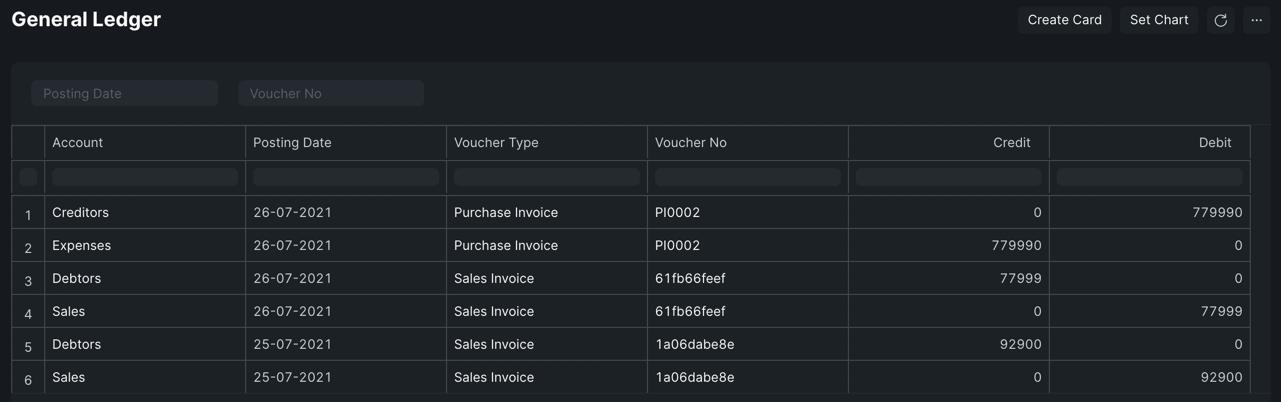 General Ledger Create Card Set Chart ...
Posting Date Voucher No
Account Posting Date Voucher Type Voucher No Credit Debit
1 Creditors 26-07-2021 Purchase Invoice PI0002 0 779990
2 Expenses 26-07-2021 Purchase Invoice PI0002 779990 0
3 Debtors 26-07-2021 Sales Invoice 61fb66feef 77999 0
4 Sales 26-07-2021 Sales Invoice 61fb66feef 0 77999
5 Debtors 25-07-2021 Sales Invoice 1a06dabe8e 92900 0
6 Sales 25-07-2021 Sales Invoice 1a06dabe8e 0 92900